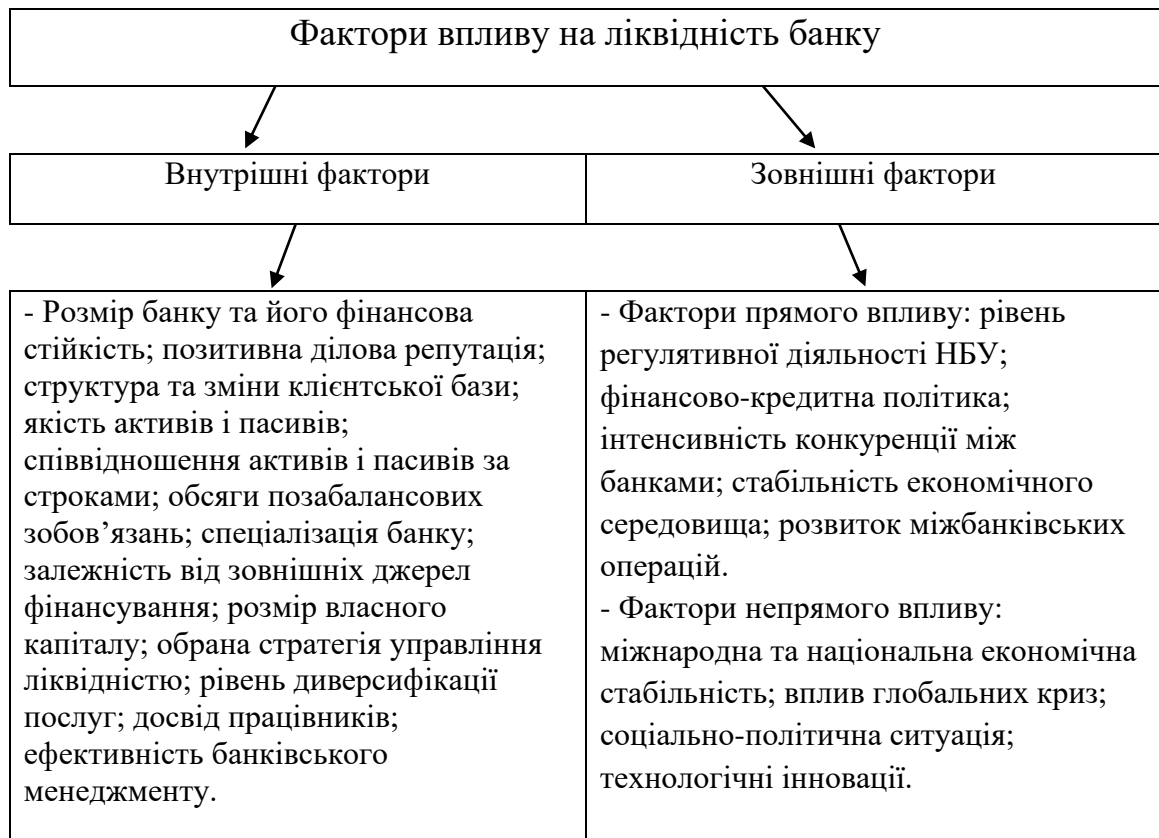 Фактори впливу на ліквідність банку
Внутрішні фактори
Зовнішні фактори
- Розмір банку та його фінансова
стійкість; позитивна ділова репутація;
структура та зміни клієнтської бази;
якість активів і пасивів;
співвідношення активів і пасивів за
строками; обсяги позабалансових
зобов’язань; спеціалізація банку;
залежність від зовнішніх джерел
фінансування; розмір власного
капіталу; обрана стратегія управління
ліквідністю; рівень диверсифікації
послуг; досвід працівників;
ефективність банківського
менеджменту.
- Фактори прямого впливу: рівень
регулятивної діяльності НБУ;
фінансово-кредитна політика;
інтенсивність конкуренції між
банками; стабільність економічного
середовища; розвиток міжбанківських
операцій.
- Фактори непрямого впливу:
міжнародна та національна економічна
стабільність; вплив глобальних криз;
соціально-політична ситуація;
технологічні інновації.